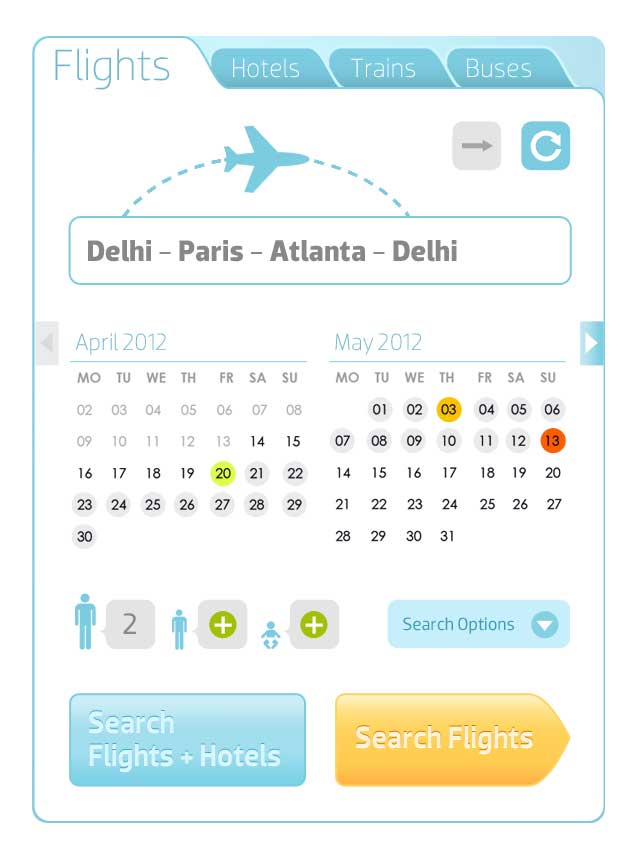 Flights Hotels Trains Buses
Delhi – Paris – Atlanta – Delhi
April 2012
MO TU WE TH FR SA SU
02 03 04 05 06 07 08
09 10 11 12 13 14 15
16 17 18 19 20 21 22
23 24 25 26 27 28 29
30
May 2012
MO TU WE TH FR SA SU
01 02 03 04 05 06
07 08 09 10 11 12 13
14 15 16 17 18 19 20
21 22 23 24 25 26 27
28 29 30 31
2 + +
Search Options
Search
Flights + Hotels
Search Flights